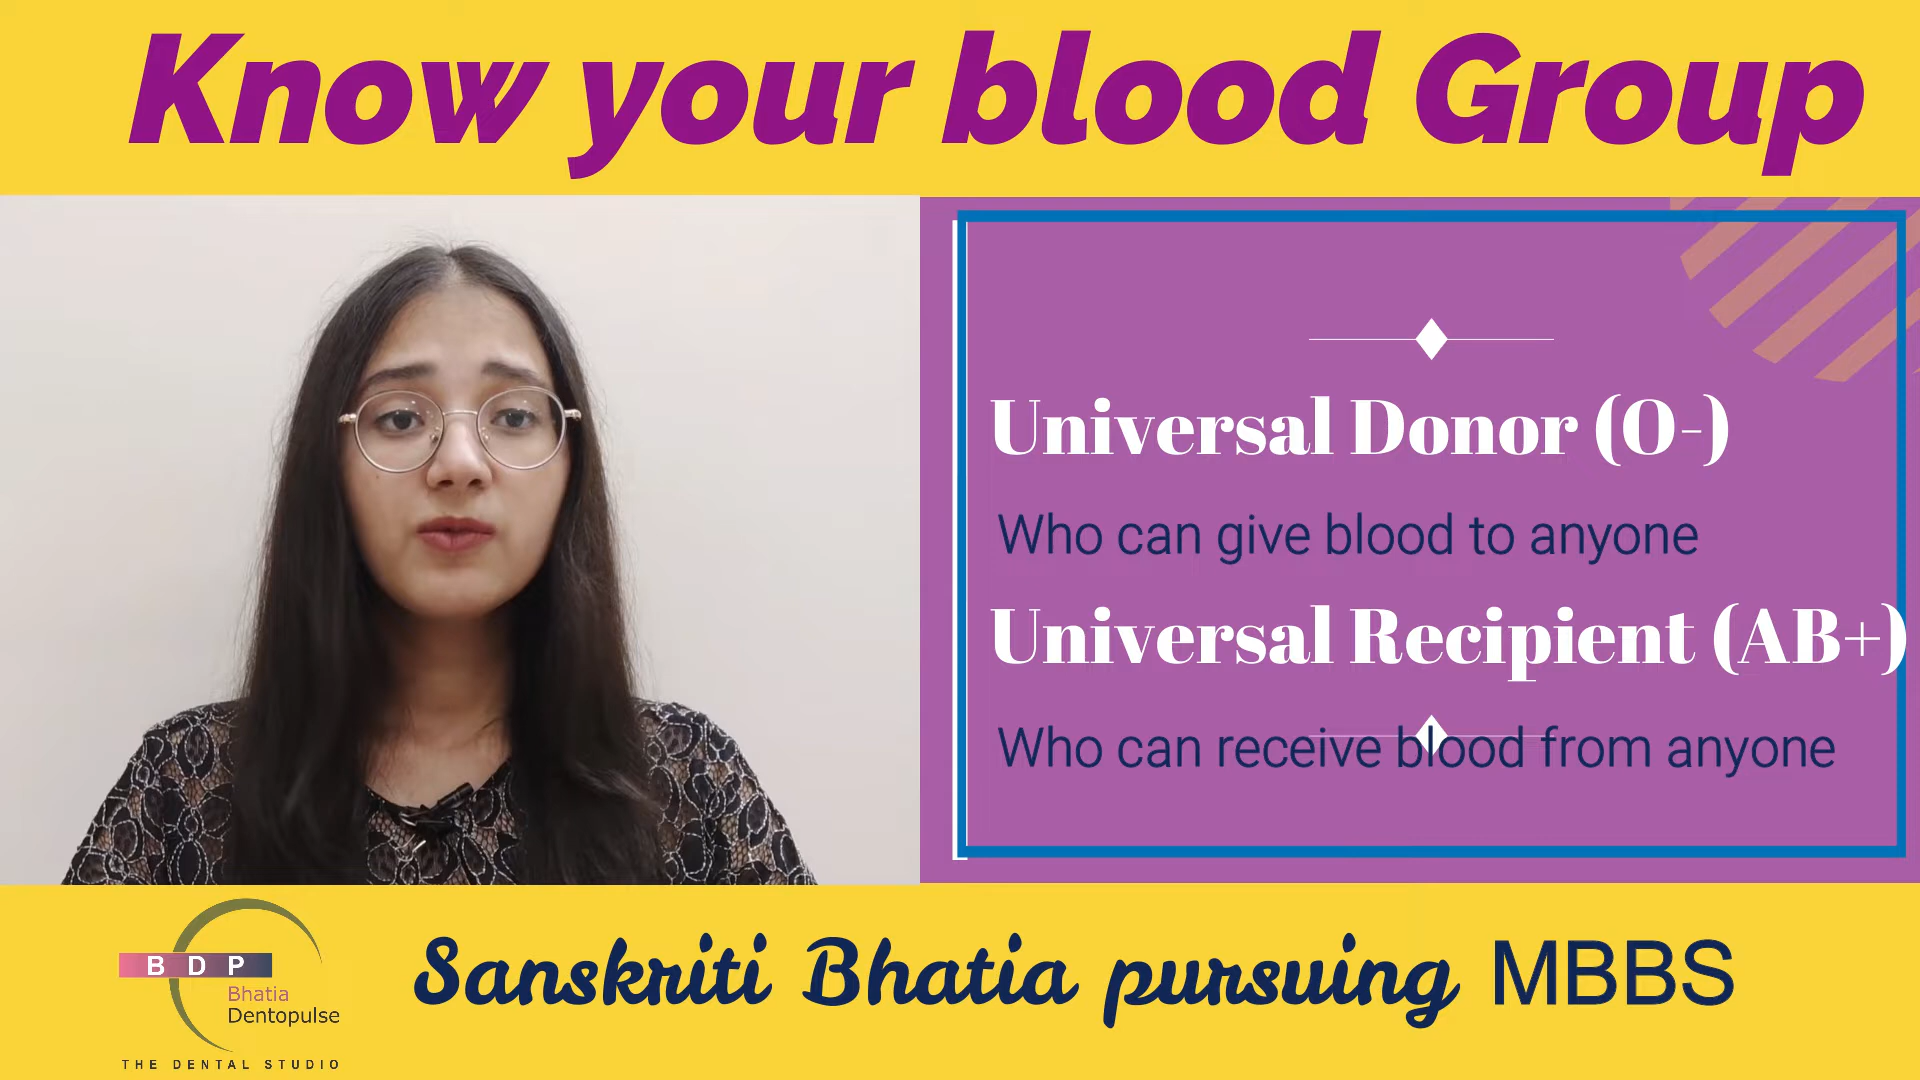 Know your blood Group
Universal Donor (O-)
Who can give blood to anyone
Universal Recipient (AB+)
Who can receive blood from anyone
BDP
Bhatia
Dentopulse
THE DENTAL STUDIO
Sanskriti Bhatia pursuing MBBS